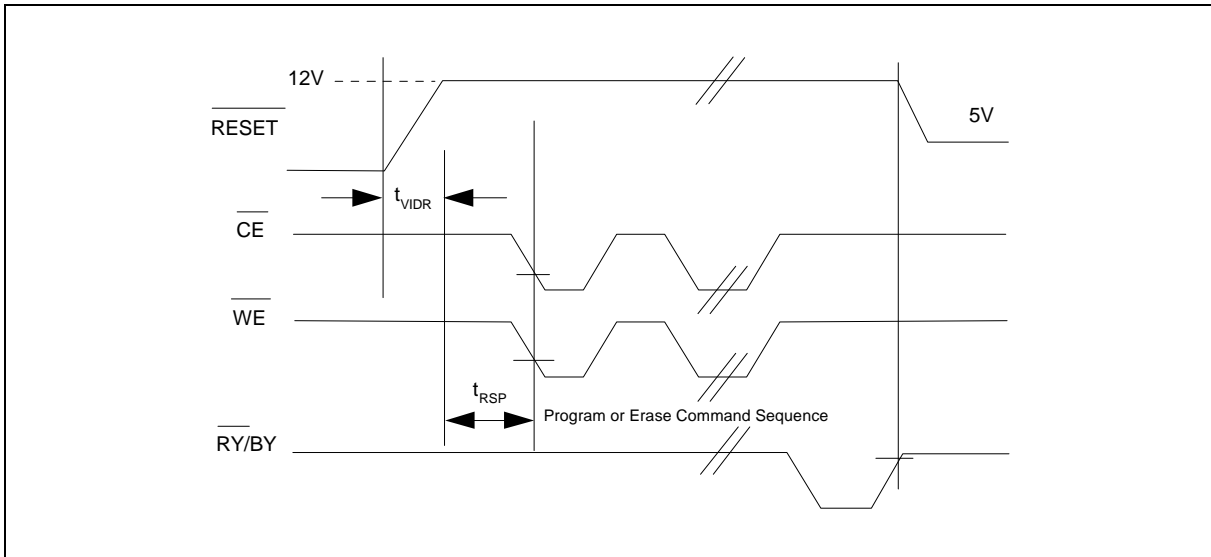 12V
RESET
5V
tVIDR
CE
WE
tRSP
Program or Erase Command Sequence
RY/BY